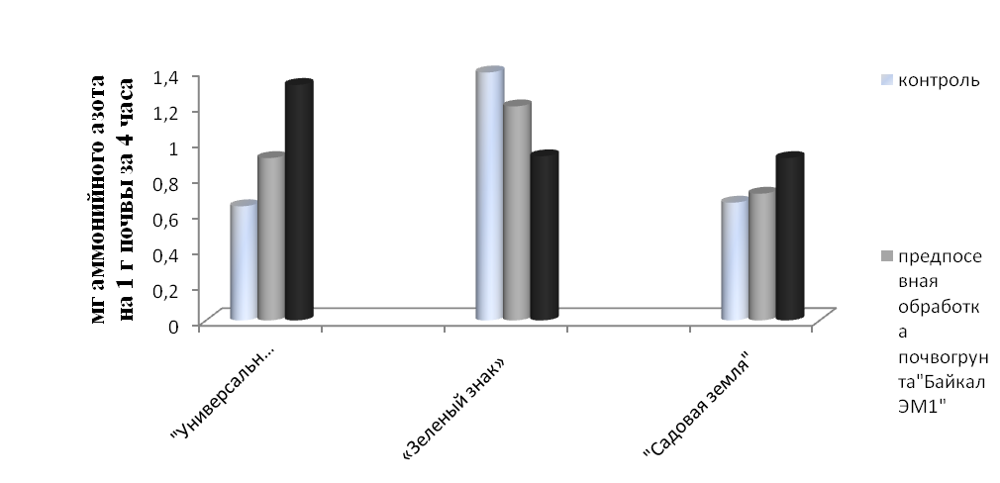 мг аммонийного азота
на 1 г почвы за 4 часа
1,4
1,2
1
0,8
0,6
0,4
0,2
0
"Универсальн...
«Зеленый знак»
"Садовая земля"
контроль
предпосе
вная
обработк
а
почвогрун
та"Байкал
ЭМ1"